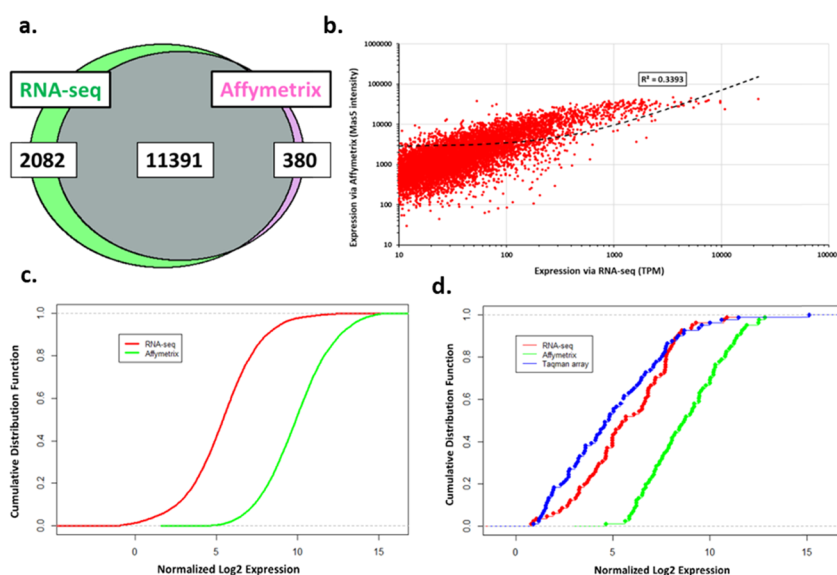 a.
RNA-seq
Affymetrix
2082
11391
380
b.
Expression via Affymetrix (Mas5 intensity)
1000000
100000
10000
1000
100
10
R² = 0.3393
10
100
1000
10000
10000
Expression via RNA-seq (TPM)
c.
Cumulative Distribution Function
1.0
0.8
0.6
0.4
0.2
0.0
RNA-seq
Affymetrix
0
5
10
15
Normalized Log2 Expression
d.
Cumulative Distribution Function
1.0
0.8
0.6
0.4
0.2
0.0
RNA-seq
Affymetrix
Taqman array
0
5
10
15
Normalized Log2 Expression